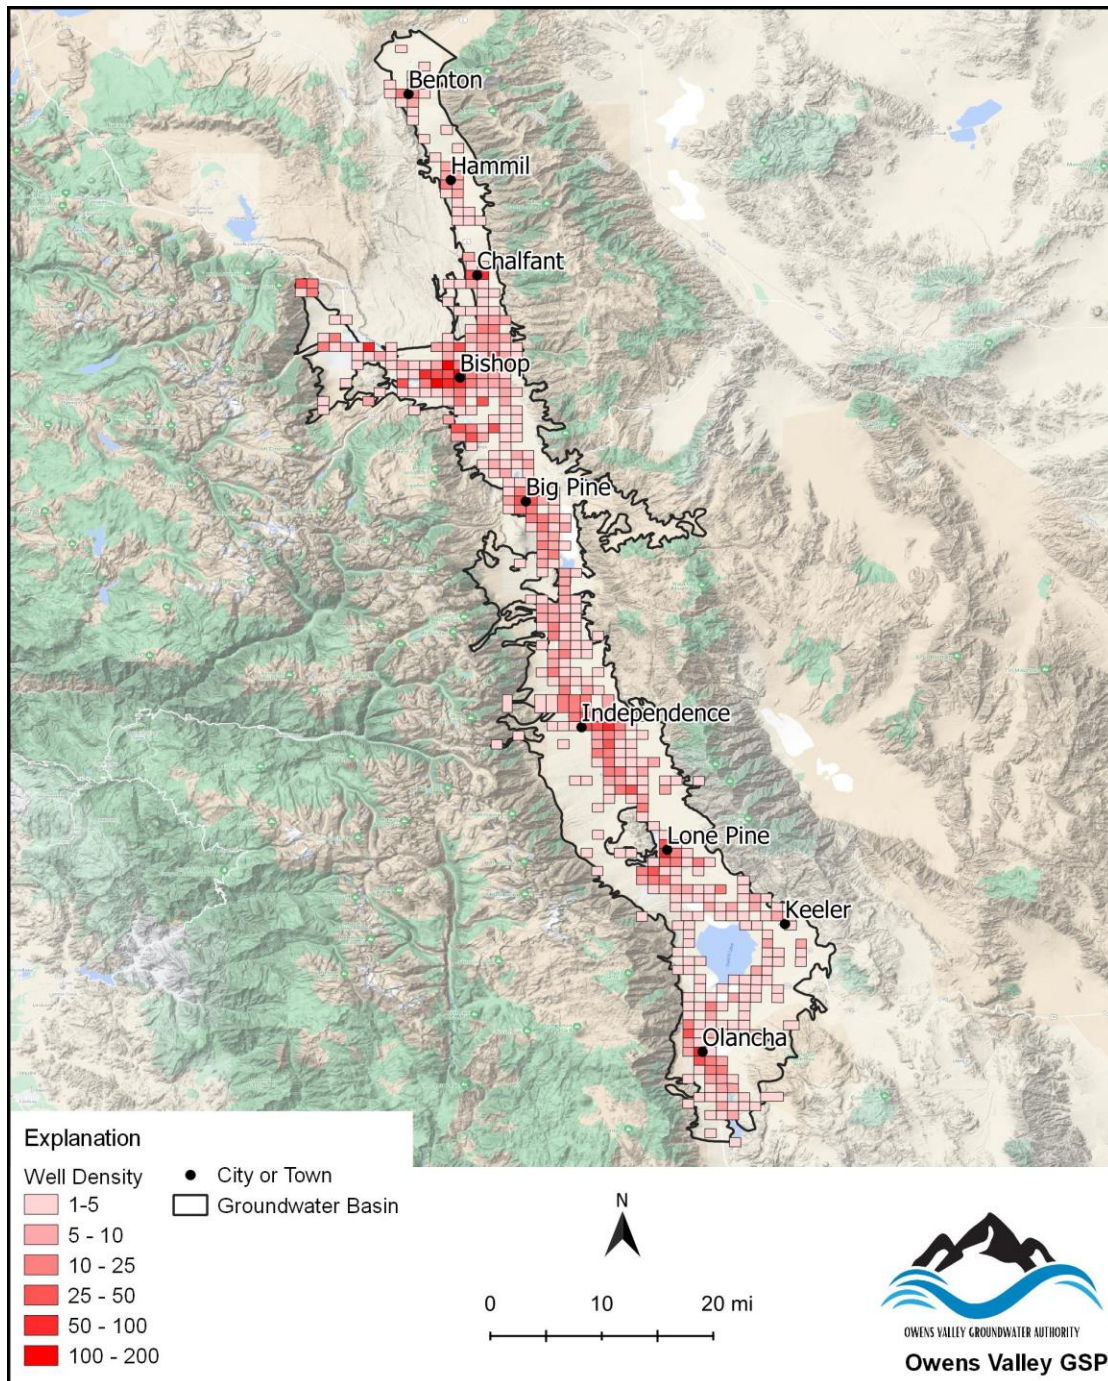 Benton
Hammil
Chalfant
Bishop
Big Pine
Independence
Lone Pine
Keeler
Olancha
Explanation
Well Density
1-5
5 - 10
10 - 25
25 - 50
50 - 100
100 - 200
City or Town
Groundwater Basin
N
0 10 20 mi
OWENS VALLEY GROUNDWATER AUTHORITY
Owens Valley GSP